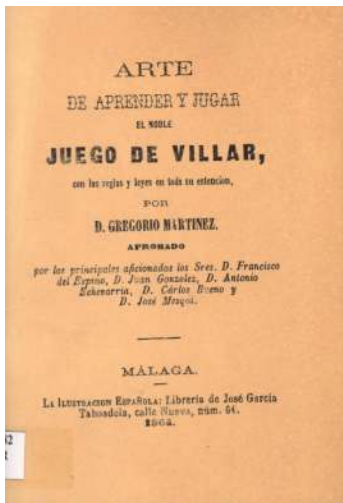 ARTE
DE APRENDER Y JUGAR
EL NOBLE
JUEGO DE VILLAR,
con las reglas y leyes en toda su estension,
POR
D. GREGORIO MARTINEZ.
APROBADO
por los principales aficionados los Sres. D. Francisco
del Espino, D. Juan Gonzalez, D. Antonio
Echevarria, D. Cárlos Bueno y
D. José Mesqui.
MÁLAGA.
LA ILUSTRACION ESPAÑOLA: Librería de José García
Taboadela, calle Nueva, núm. 61.